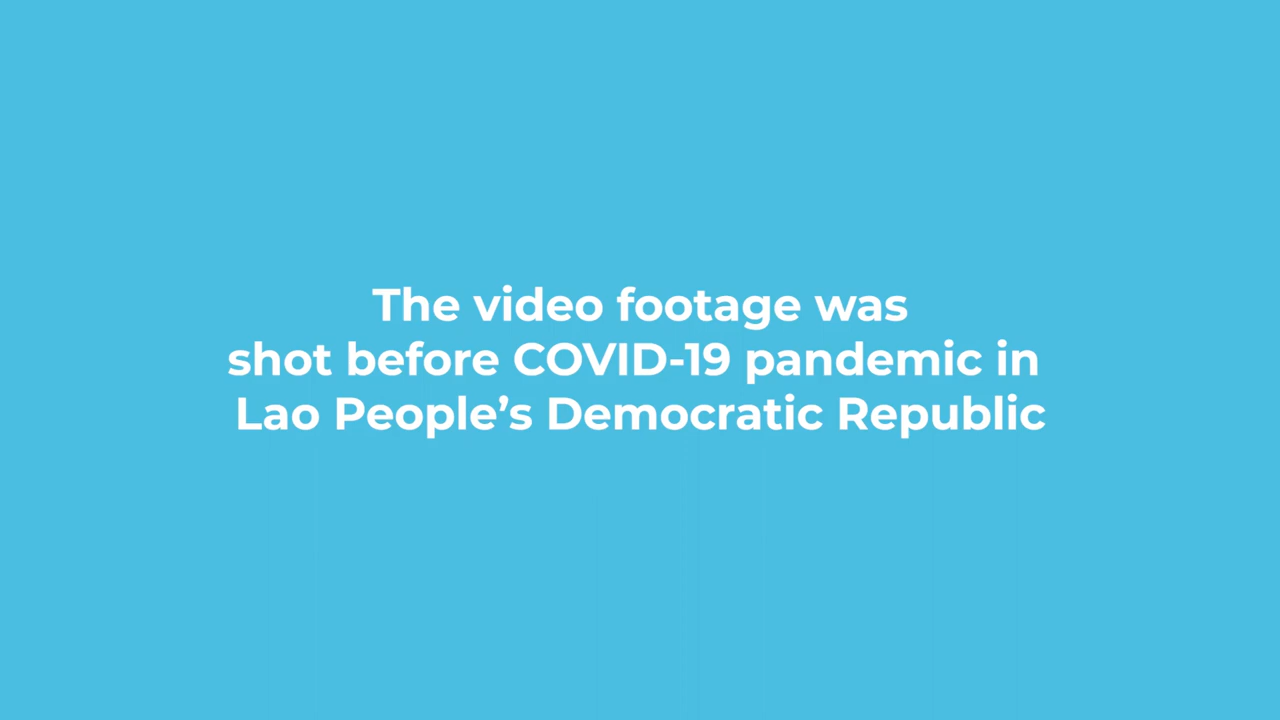 The video footage was
shot before COVID-19 pandemic in
Lao People’s Democratic Republic